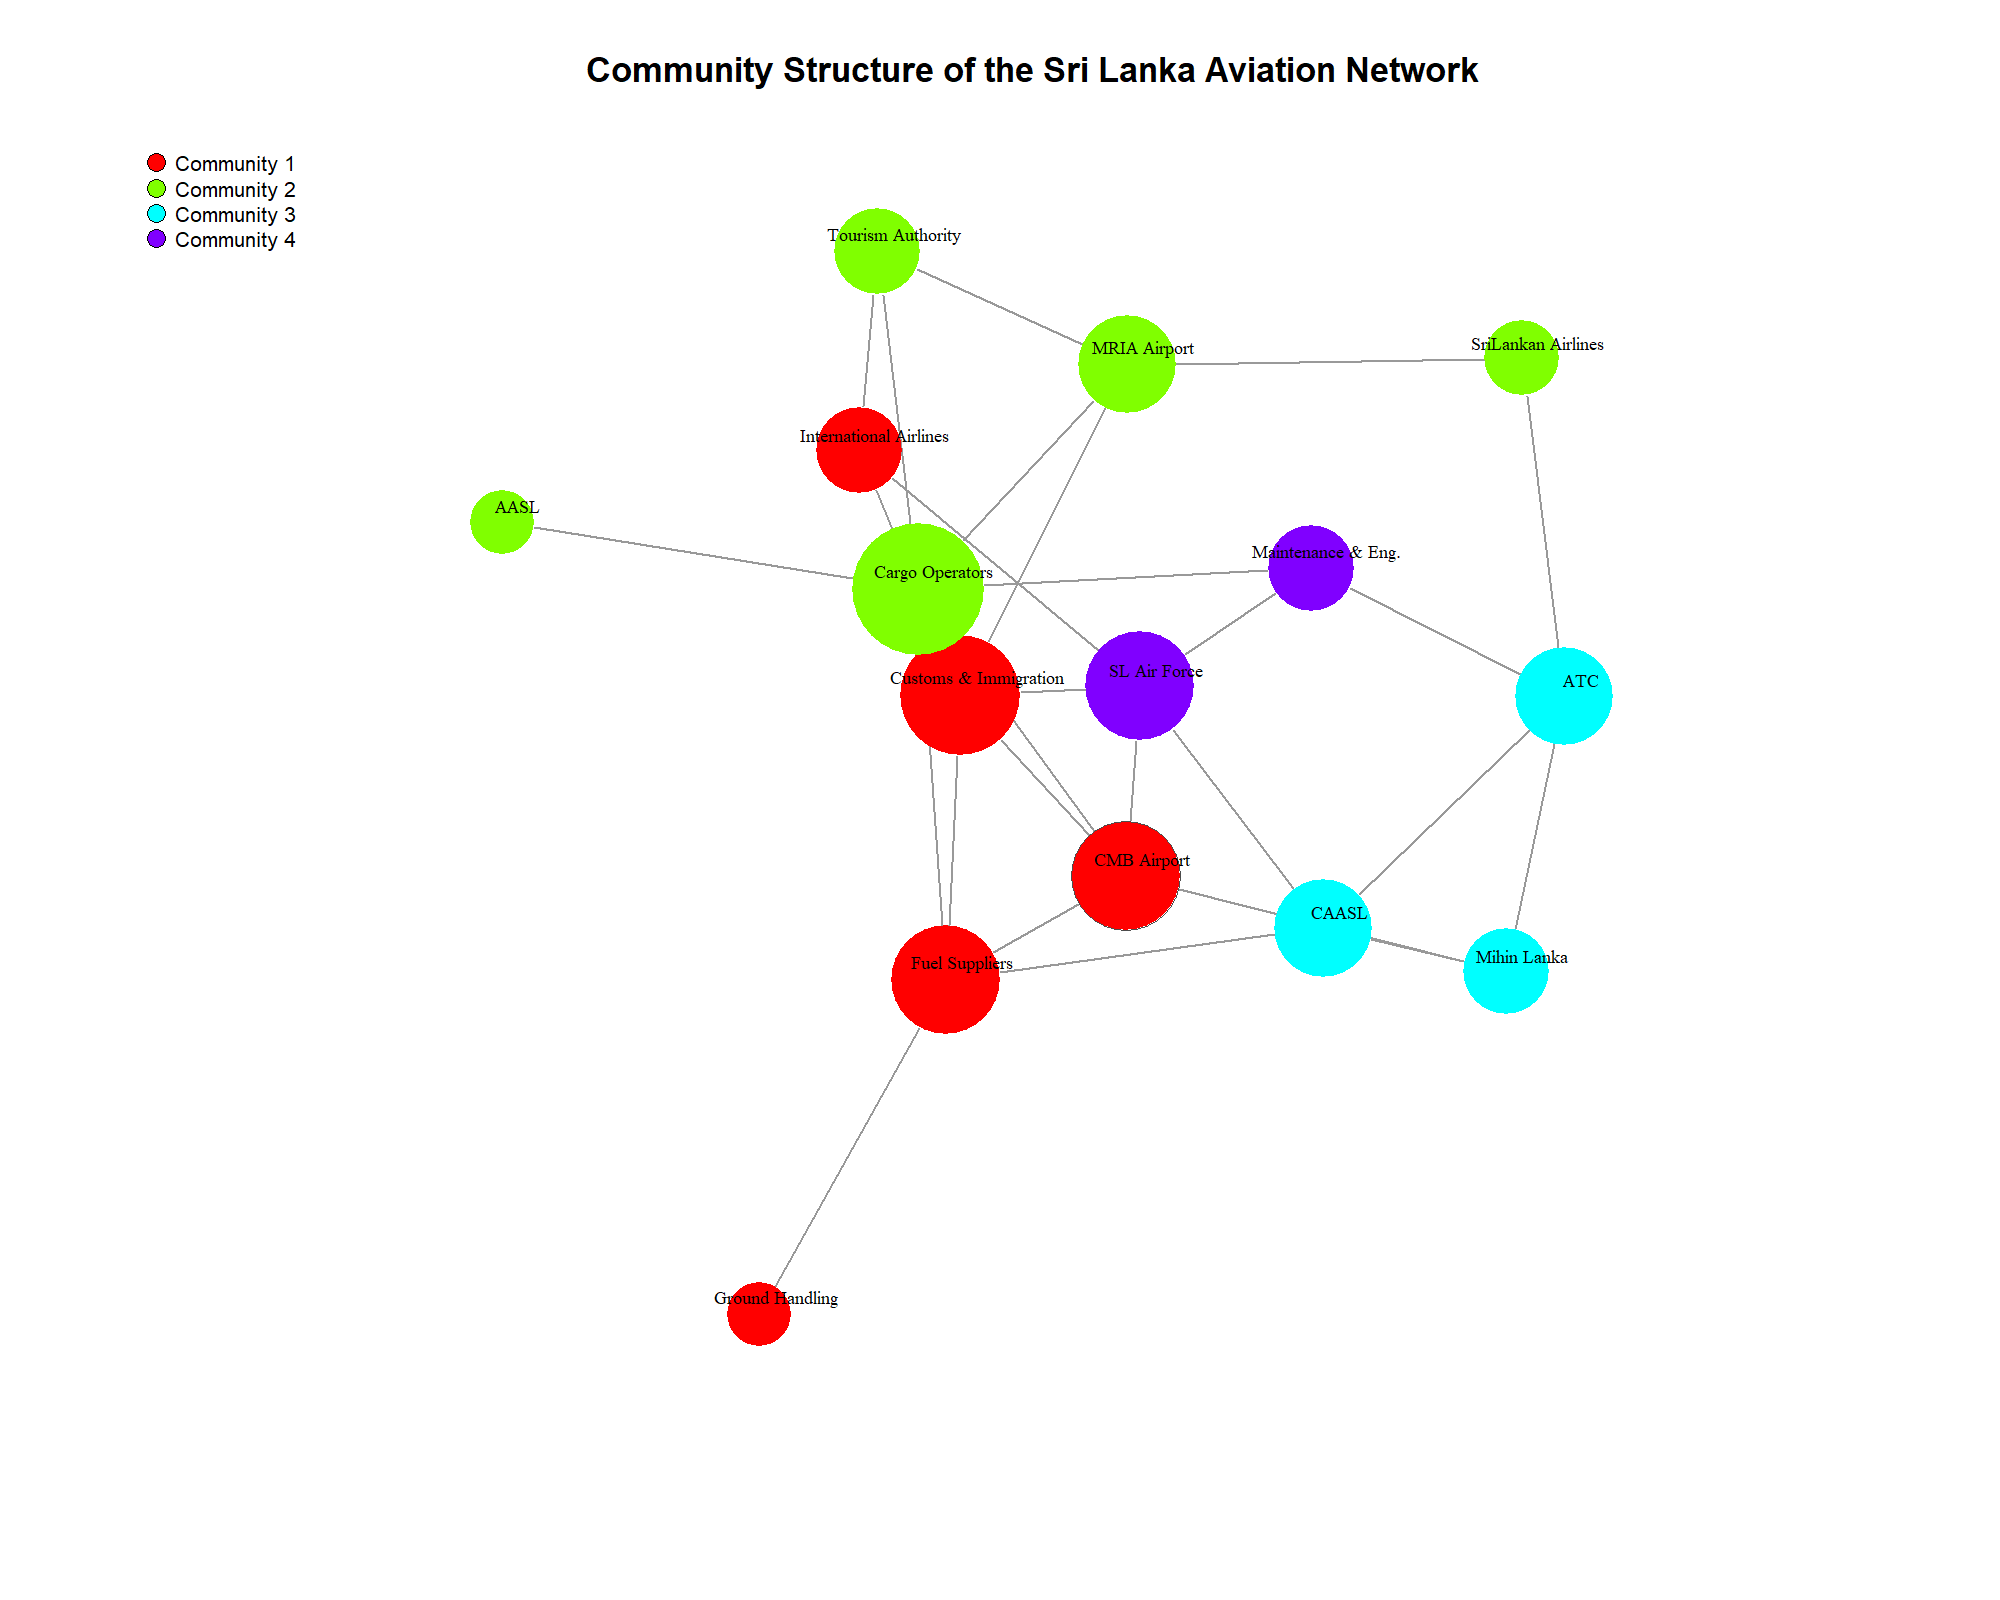 Community Structure of the Sri Lanka Aviation Network
Community 1
Community 2
Community 3
Community 4
Tourism Authority
MRIA Airport
SriLankan Airlines
International Airlines
AASL
Cargo Operators
Maintenance & Eng.
Customs & Immigration
SL Air Force
ATC
CMB Airport
CAASL
Fuel Suppliers
Mihin Lanka
Ground Handling